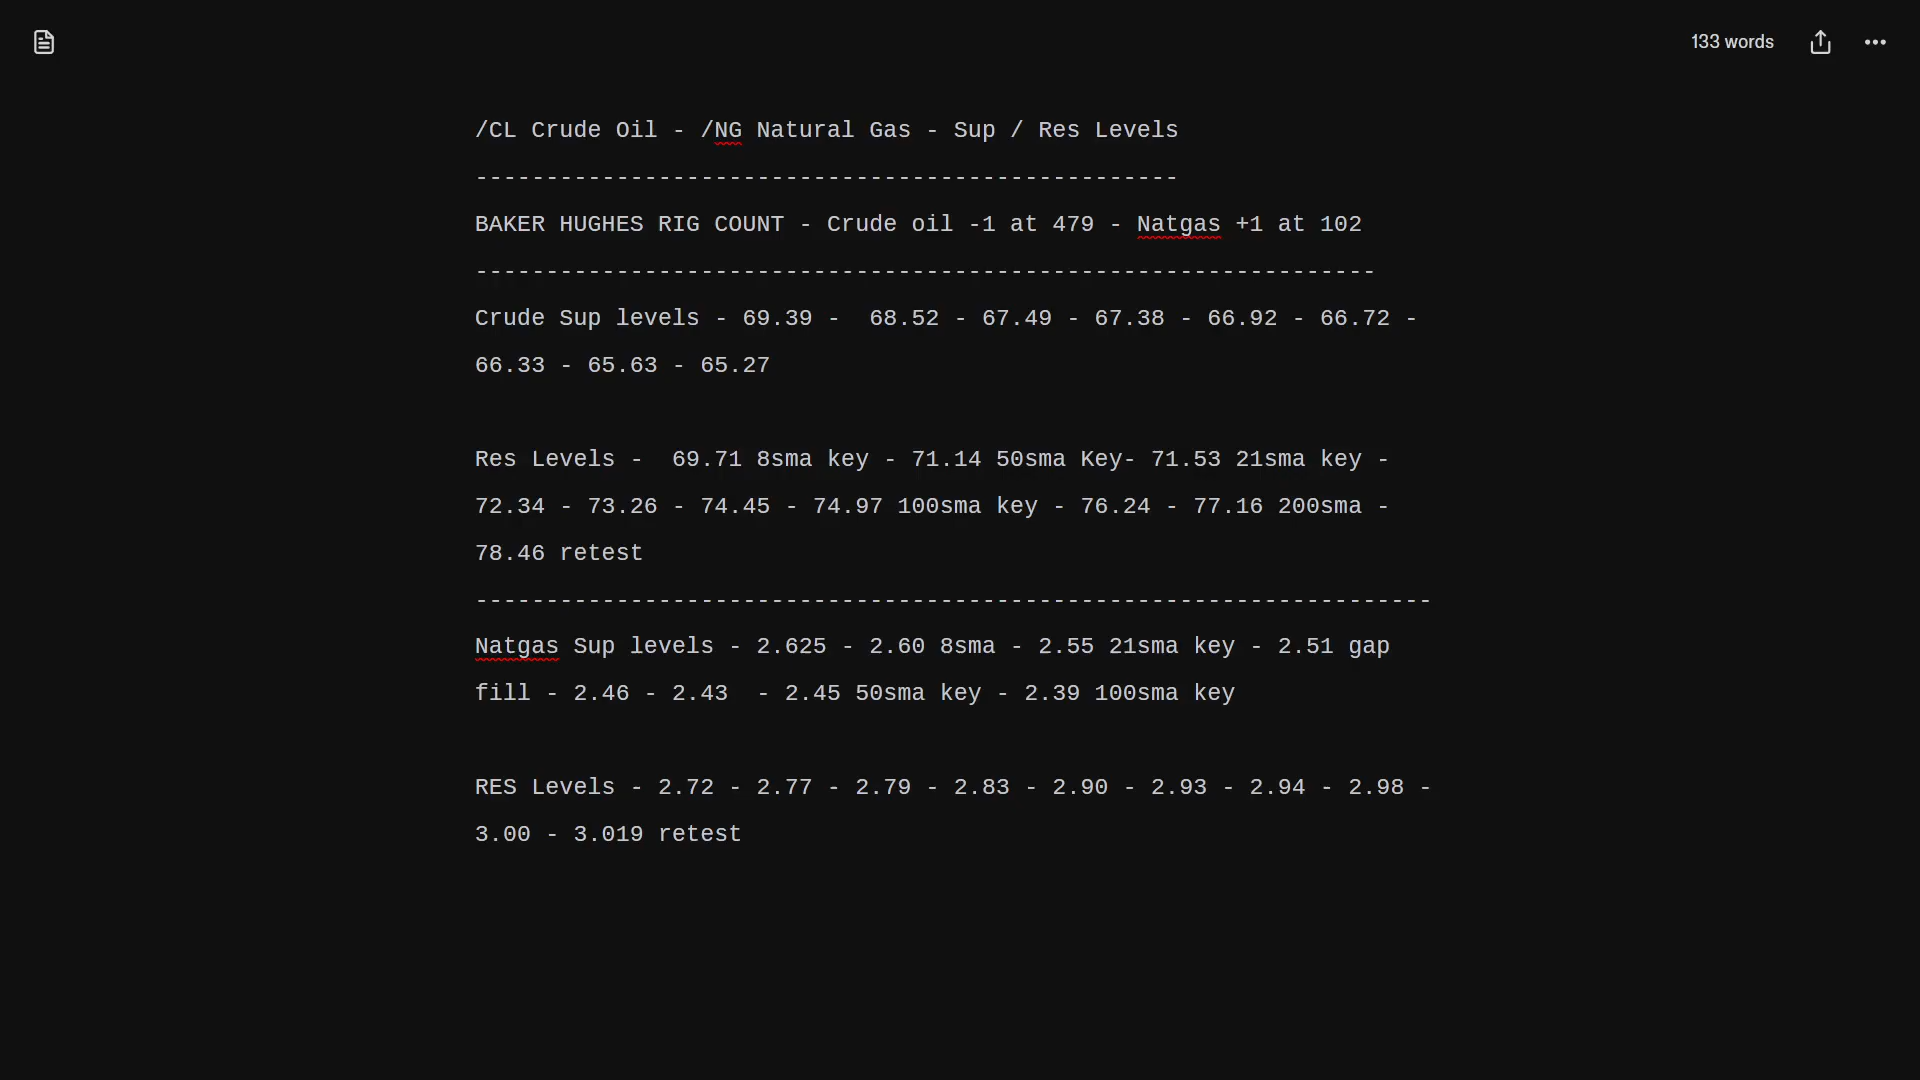 133 words
/CL Crude Oil - /NG Natural Gas - Sup / Res Levels
--------------------------------------------------
BAKER HUGHES RIG COUNT - Crude oil -1 at 479 - Natgas +1 at 102
----------------------------------------------------------------
Crude Sup levels - 69.39 -  68.52 - 67.49 - 67.38 - 66.92 - 66.72 -
66.33 - 65.63 - 65.27
Res Levels -  69.71 8sma key - 71.14 50sma Key- 71.53 21sma key -
72.34 - 73.26 - 74.45 - 74.97 100sma key - 76.24 - 77.16 200sma -
78.46 retest
--------------------------------------------------------------------
Natgas Sup levels - 2.625 - 2.60 8sma - 2.55 21sma key - 2.51 gap
fill - 2.46 - 2.43  - 2.45 50sma key - 2.39 100sma key
RES Levels - 2.72 - 2.77 - 2.79 - 2.83 - 2.90 - 2.93 - 2.94 - 2.98 -
3.00 - 3.019 retest